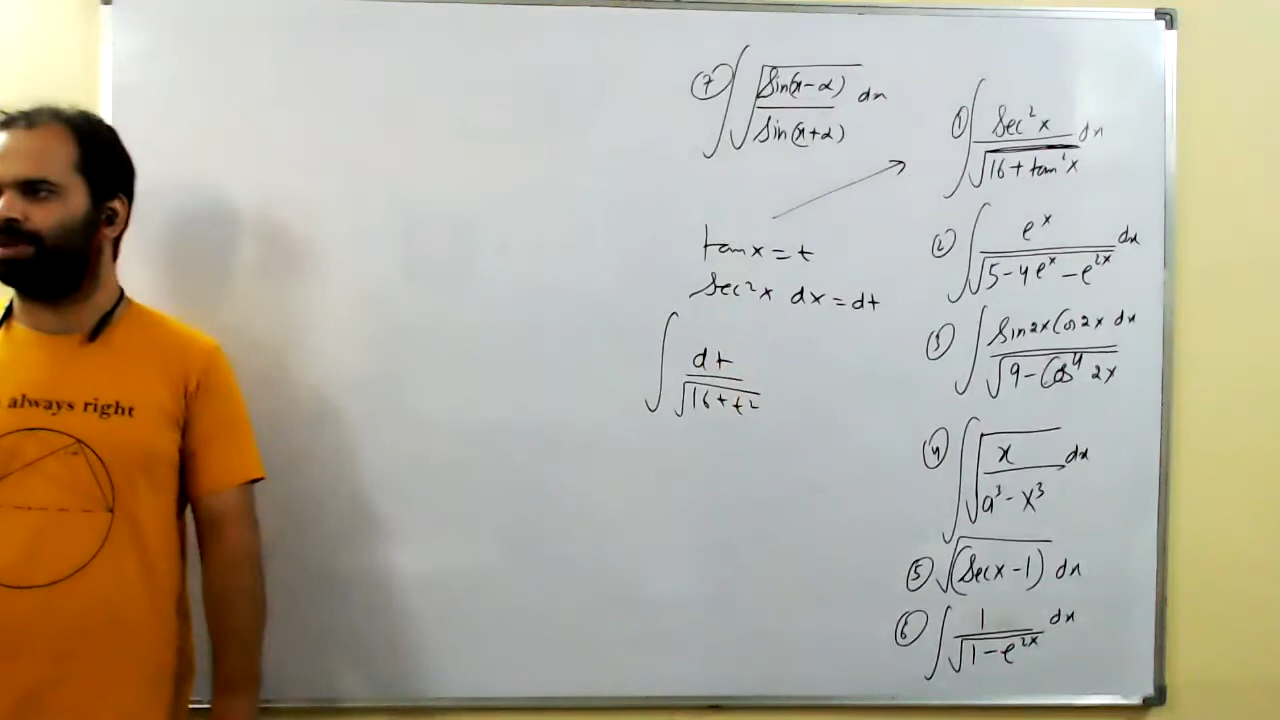 always right
⑦ ∫ √(Sin(x-α) / Sin(x+α)) dx
tan x = t
Sec²x dx = dt
∫ dt / √(16+t²)
① ∫ Sec²x / √(16+tan²x) dx
② ∫ eˣ / √(5-4eˣ-e²ˣ) dx
③ ∫ Sin2x Cos2x dx / √(9-Cos⁴2x)
④ ∫ √(x / (a³-x³)) dx
⑤ √(Secx-1) dx
⑥ ∫ 1 / √(1-e²ˣ) dx